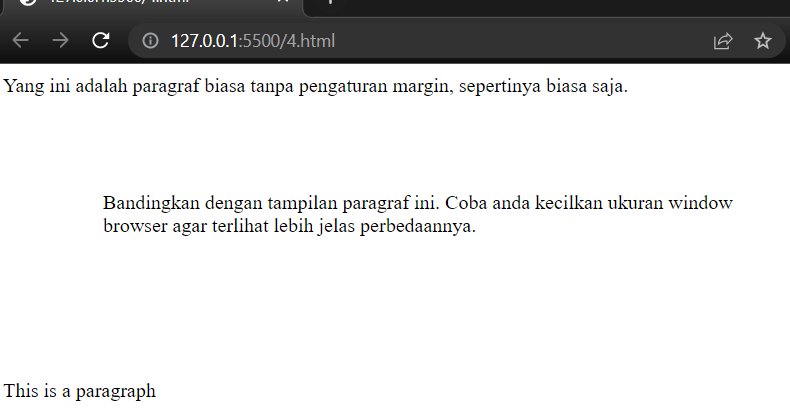 127.0.0.1:5500/4.html
Yang ini adalah paragraf biasa tanpa pengaturan margin, sepertinya biasa saja.
Bandingkan dengan tampilan paragraf ini. Coba anda kecilkan ukuran window
browser agar terlihat lebih jelas perbedaannya.
This is a paragraph